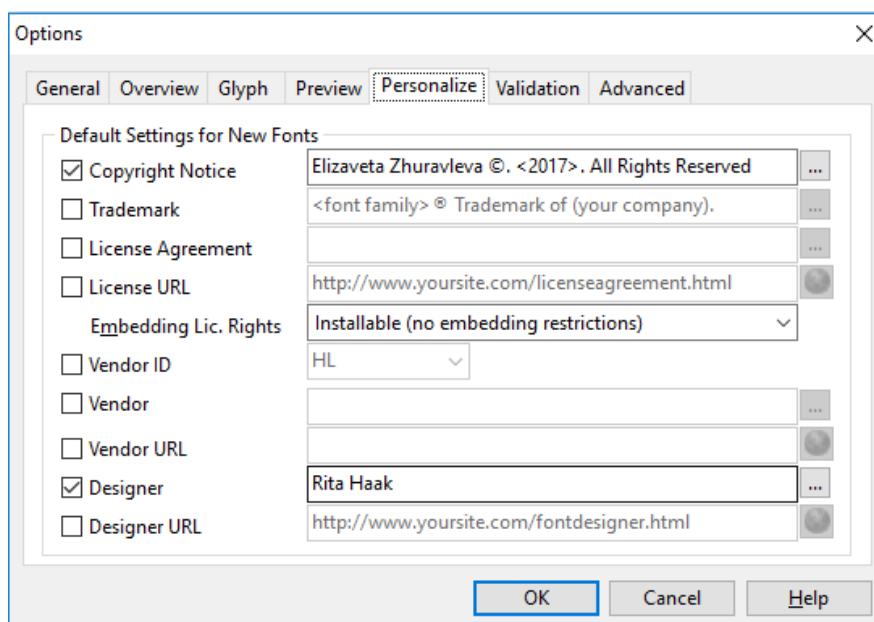 Options
General Overview Glyph Preview Personalize Validation Advanced
Default Settings for New Fonts
Copyright Notice Elizaveta Zhuravleva ©. <2017>. All Rights Reserved ...
Trademark <font family> ® Trademark of (your company). ...
License Agreement ...
License URL http://www.yoursite.com/licenseagreement.html
Embedding Lic. Rights Installable (no embedding restrictions)
Vendor ID HL
Vendor ...
Vendor URL
Designer Rita Haak ...
Designer URL http://www.yoursite.com/fontdesigner.html
OK Cancel Help